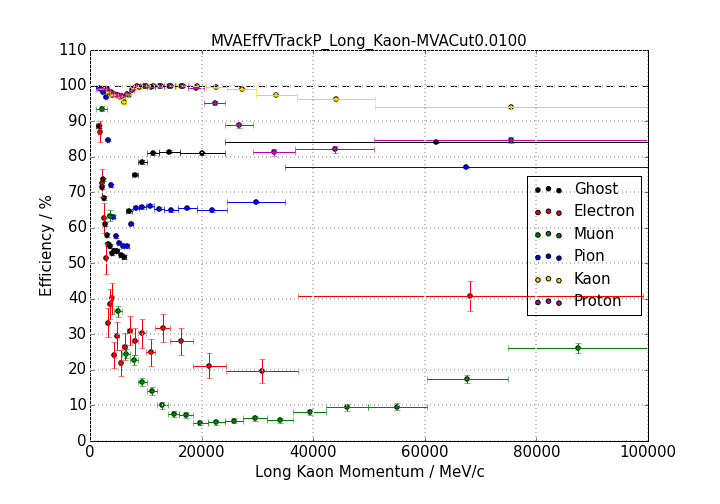 MVAEffVTrackP_Long_Kaon-MVACut0.0100
110
100
90
80
70
60
50
40
30
20
10
0
Efficiency / %
Ghost
Electron
Muon
Pion
Kaon
Proton
0 20000 40000 60000 80000 100000
Long Kaon Momentum / MeV/c